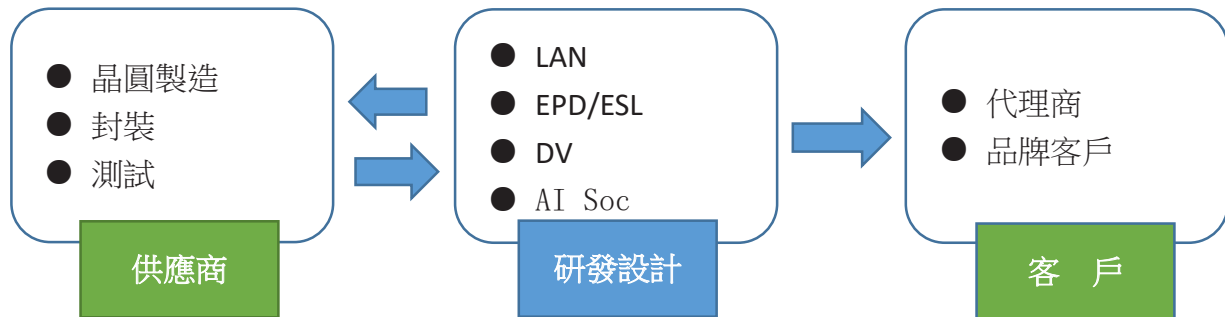 ● 晶圓製造
● 封裝
● 測試
供應商
● LAN
● EPD/ESL
● DV
● AI Soc
研發設計
● 代理商
● 品牌客戶
客 戶